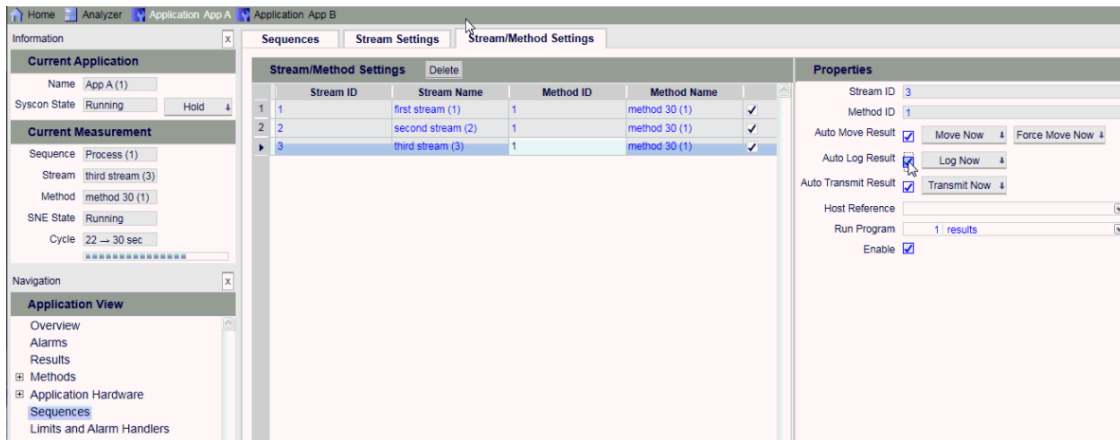 Home Analyzer Application App A Application App B
Information x
Current Application
Name App A (1)
Syscon State Running Hold
Current Measurement
Sequence Process (1)
Stream third stream (3)
Method method 30 (1)
SNE State Running
Cycle 22 → 30 sec
Navigation x
Application View
Overview
Alarms
Results
Methods
Application Hardware
Sequences
Limits and Alarm Handlers
Sequences Stream Settings Stream/Method Settings
Stream/Method Settings Delete
Stream ID Stream Name Method ID Method Name
1 1 first stream (1) 1 method 30 (1)
2 2 second stream (2) 1 method 30 (1)
3 third stream (3) 1 method 30 (1)
Properties
Stream ID 3
Method ID 1
Auto Move Result Move Now Force Move Now
Auto Log Result Log Now
Auto Transmit Result Transmit Now
Host Reference
Run Program 1 results
Enable